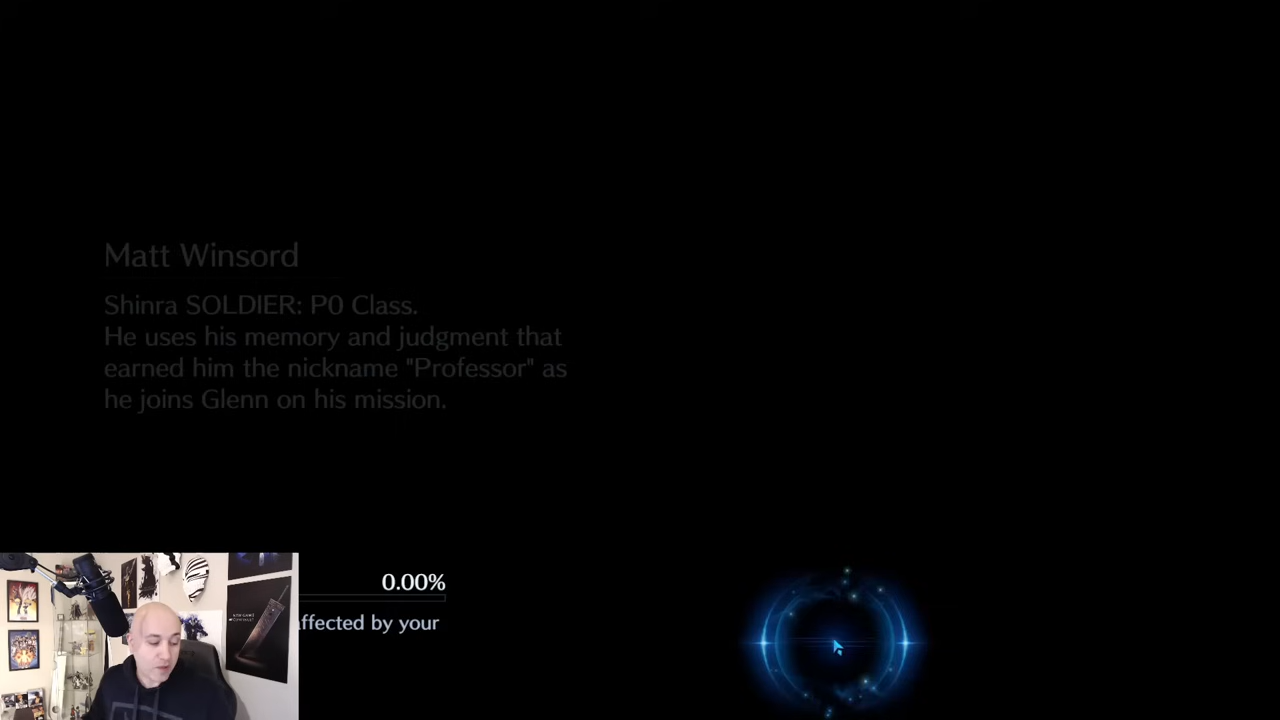 Matt Winsord
Shinra SOLDIER: P0 Class.
He uses his memory and judgment that
earned him the nickname "Professor" as
he joins Glenn on his mission.
0.00%
affected by your